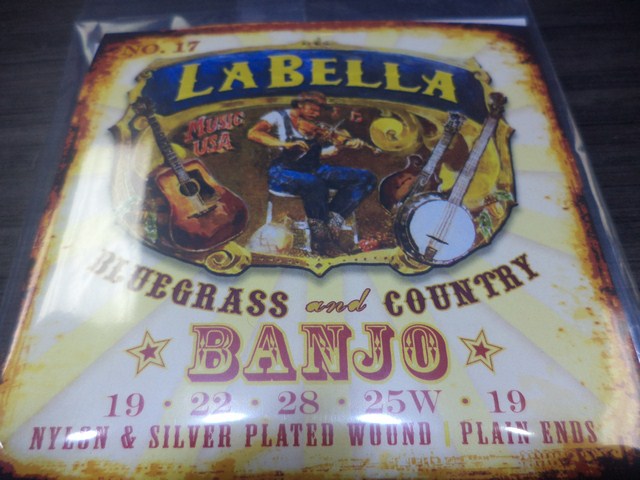 NO. 17
LABELLA
MUSIC
USA
BLUEGRASS and COUNTRY
BANJO
19 · 22 · 28 · 25W · 19
NYLON & SILVER PLATED WOUND | PLAIN ENDS